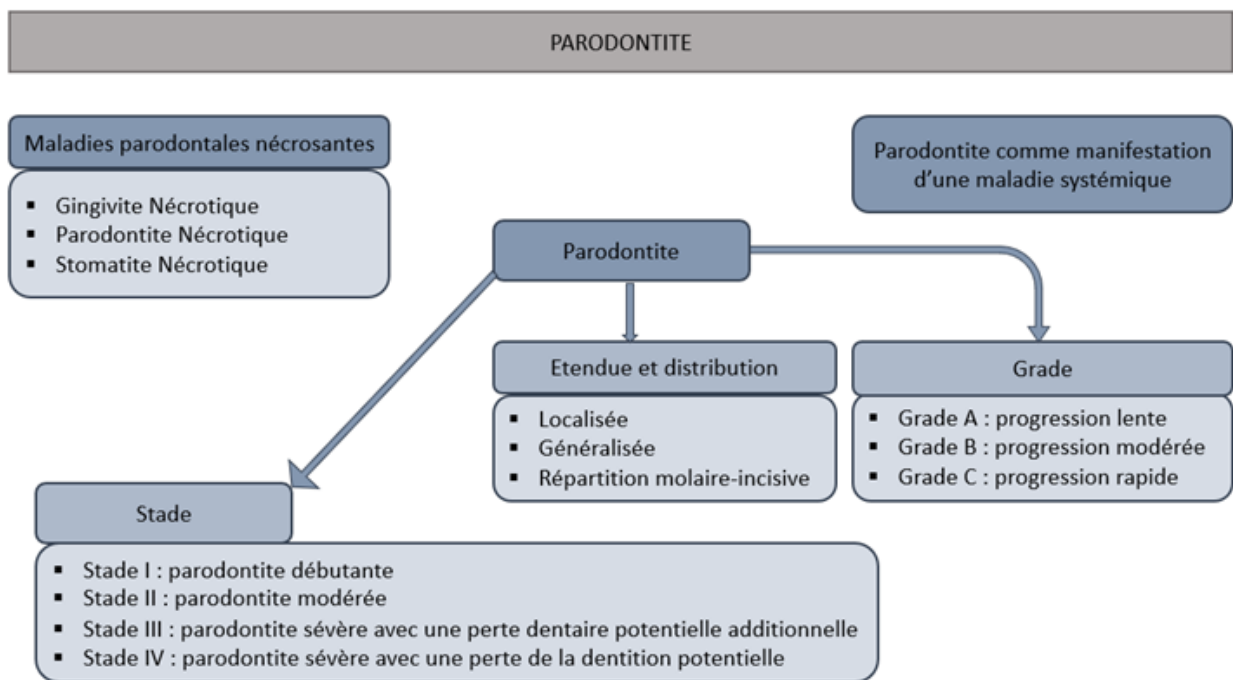 PARODONTITE
Maladies parodontales nécrosantes
▪ Gingivite Nécrotique
▪ Parodontite Nécrotique
▪ Stomatite Nécrotique
Parodontite comme manifestation
d’une maladie systémique
Parodontite
Etendue et distribution
▪ Localisée
▪ Généralisée
▪ Répartition molaire-incisive
Grade
▪ Grade A : progression lente
▪ Grade B : progression modérée
▪ Grade C : progression rapide
Stade
▪ Stade I : parodontite débutante
▪ Stade II : parodontite modérée
▪ Stade III : parodontite sévère avec une perte dentaire potentielle additionnelle
▪ Stade IV : parodontite sévère avec une perte de la dentition potentielle